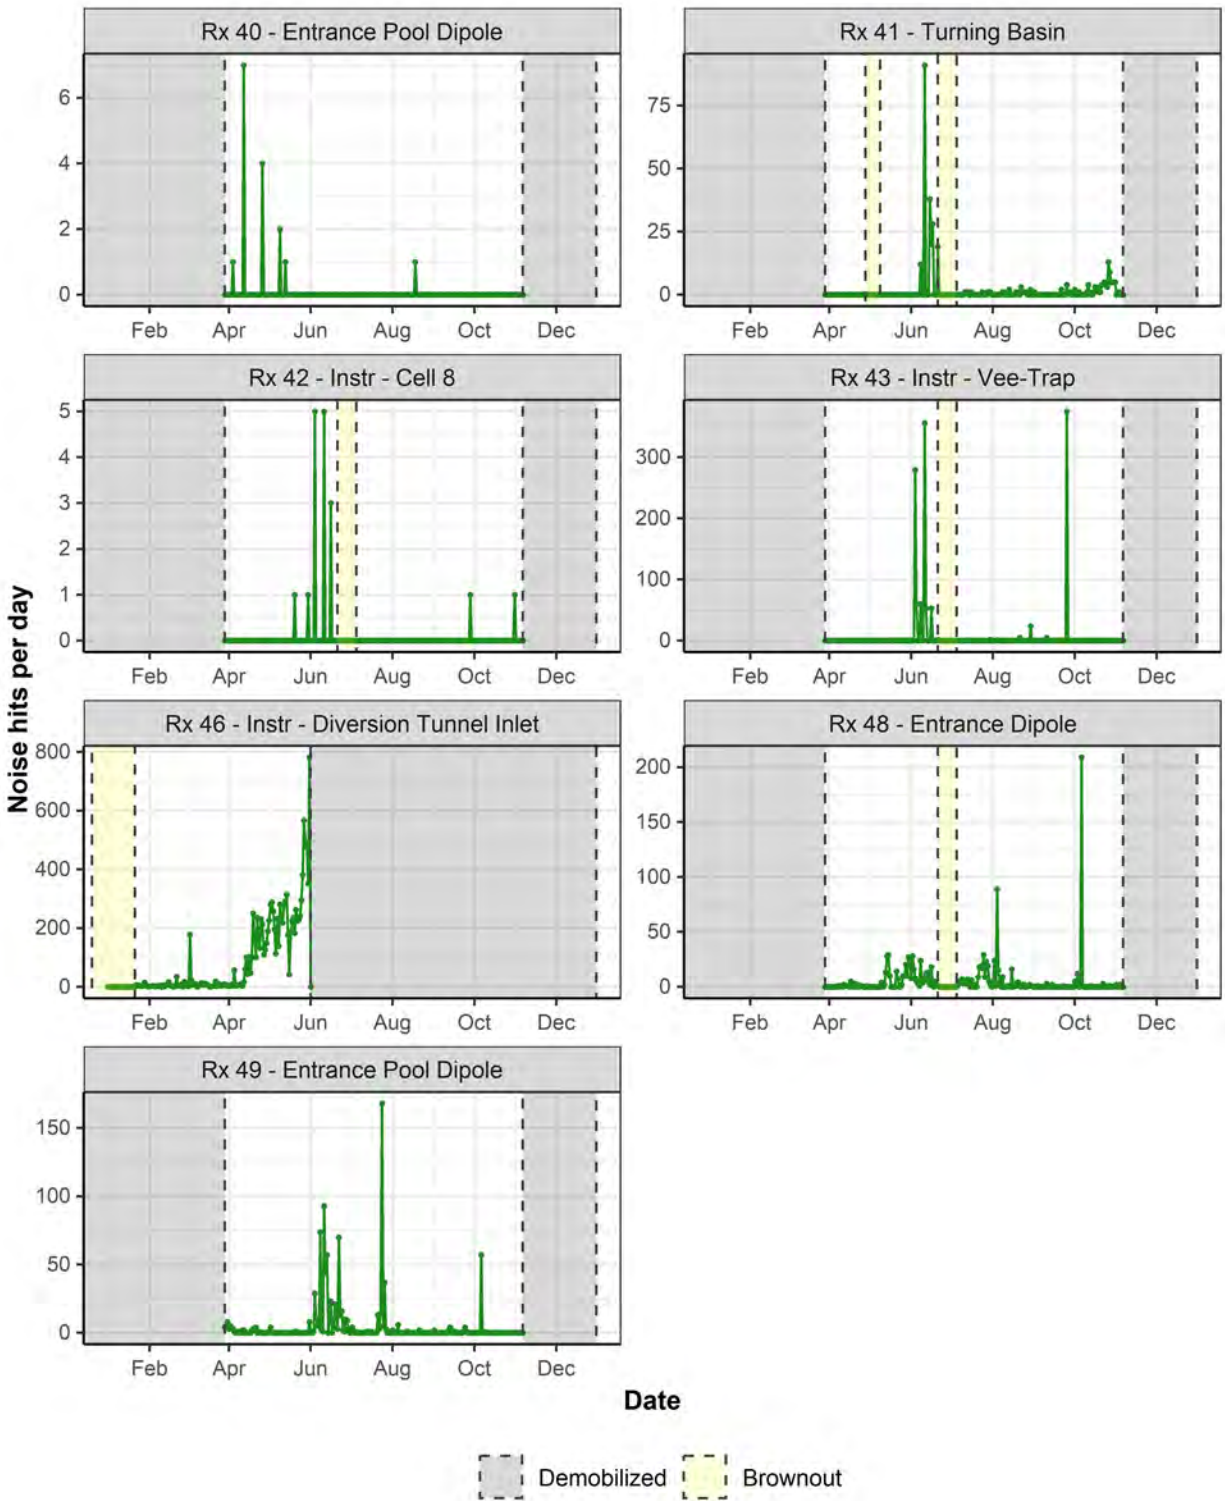 Rx 40 - Entrance Pool Dipole
6
4
2
0
Feb Apr Jun Aug Oct Dec
Rx 41 - Turning Basin
75
50
25
0
Feb Apr Jun Aug Oct Dec
Rx 42 - Instr - Cell 8
5
4
3
2
1
0
Feb Apr Jun Aug Oct Dec
Rx 43 - Instr - Vee-Trap
300
200
100
0
Feb Apr Jun Aug Oct Dec
Noise hits per day
Rx 46 - Instr - Diversion Tunnel Inlet
800
600
400
200
0
Feb Apr Jun Aug Oct Dec
Rx 48 - Entrance Dipole
200
150
100
50
0
Feb Apr Jun Aug Oct Dec
Rx 49 - Entrance Pool Dipole
150
100
50
0
Feb Apr Jun Aug Oct Dec
Date
Demobilized Brownout